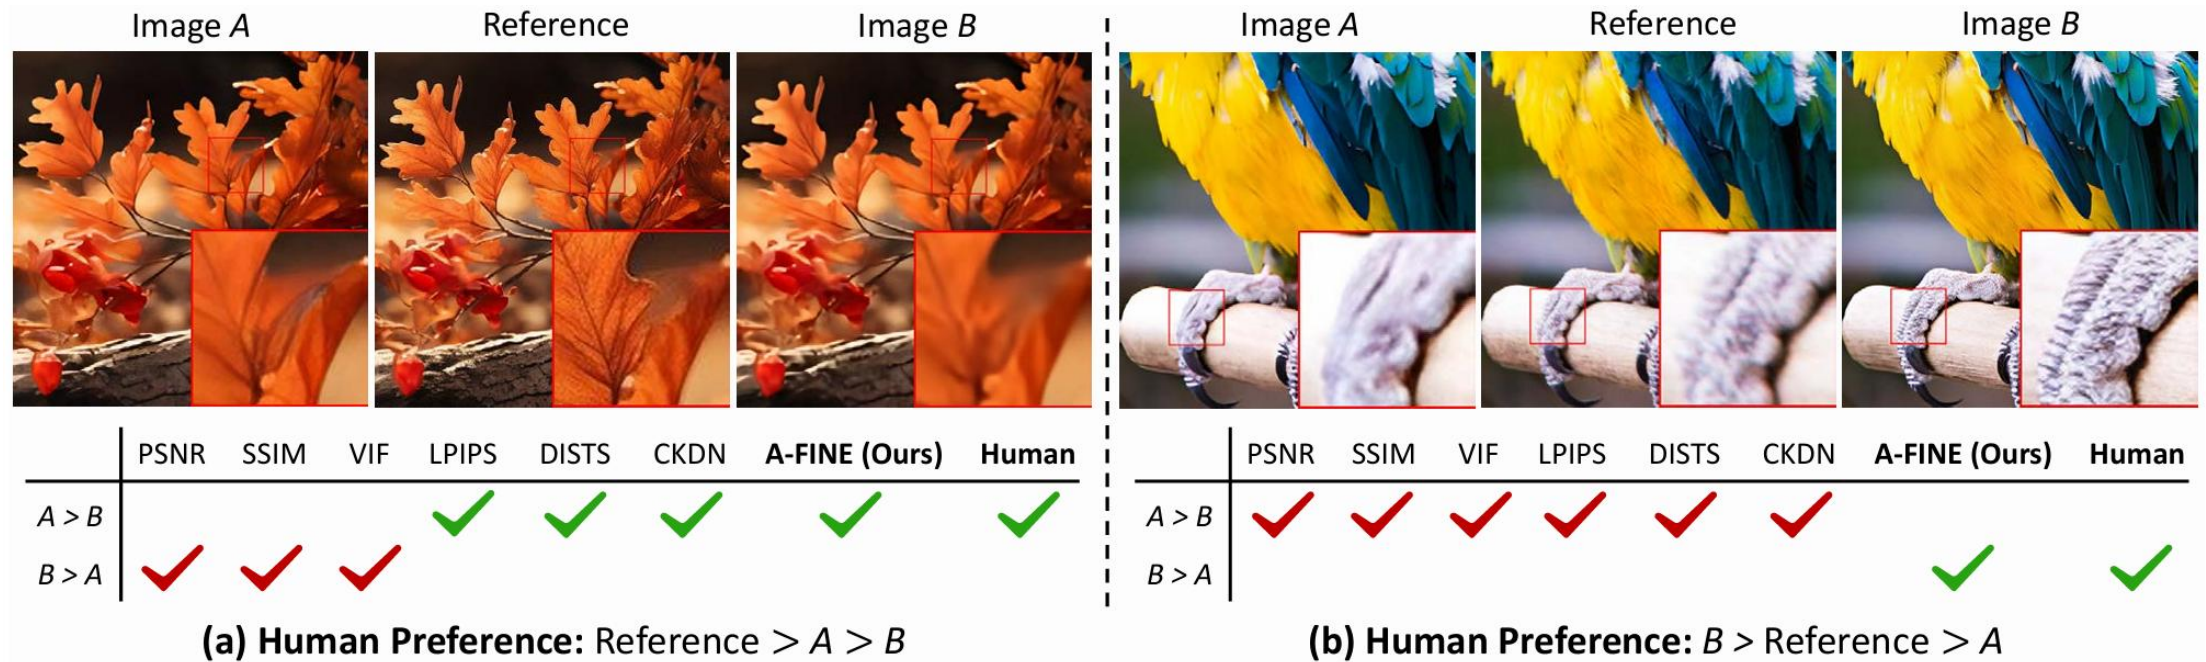 Image A Reference Image B
PSNR SSIM VIF LPIPS DISTS CKDN A-FINE (Ours) Human
A > B
B > A
(a) Human Preference: Reference > A > B
Image A Reference Image B
PSNR SSIM VIF LPIPS DISTS CKDN A-FINE (Ours) Human
A > B
B > A
(b) Human Preference: B > Reference > A